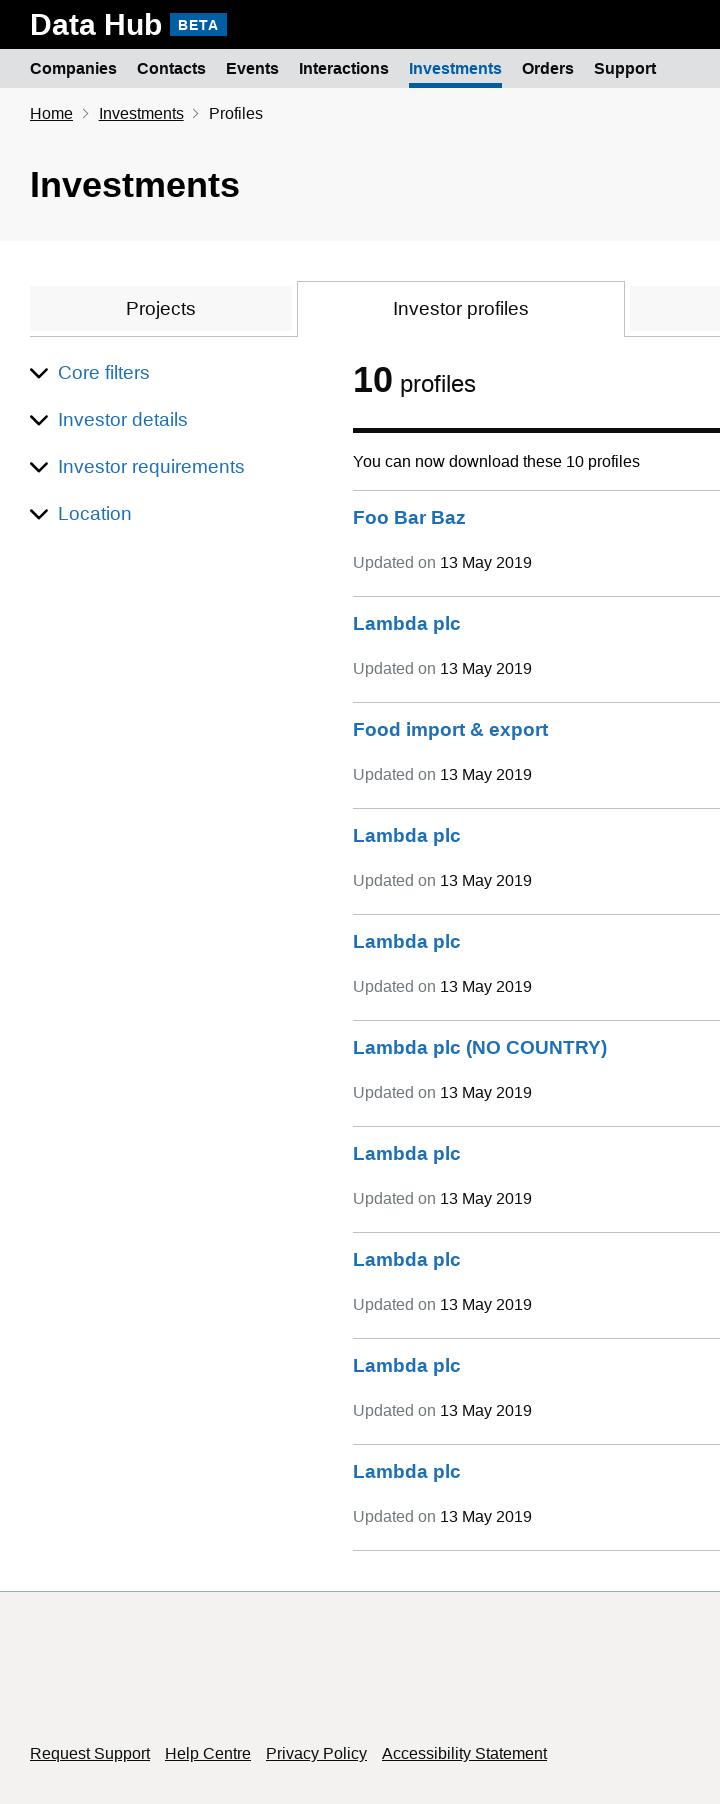 Data Hub BETA
Companies Contacts Events Interactions Investments Orders Support
Home Investments Profiles
Investments
Projects Investor profiles
Core filters
Investor details
Investor requirements
Location
10 profiles
You can now download these 10 profiles
Foo Bar Baz
Updated on 13 May 2019
Lambda plc
Updated on 13 May 2019
Food import & export
Updated on 13 May 2019
Lambda plc
Updated on 13 May 2019
Lambda plc
Updated on 13 May 2019
Lambda plc (NO COUNTRY)
Updated on 13 May 2019
Lambda plc
Updated on 13 May 2019
Lambda plc
Updated on 13 May 2019
Lambda plc
Updated on 13 May 2019
Lambda plc
Updated on 13 May 2019
Request Support Help Centre Privacy Policy Accessibility Statement